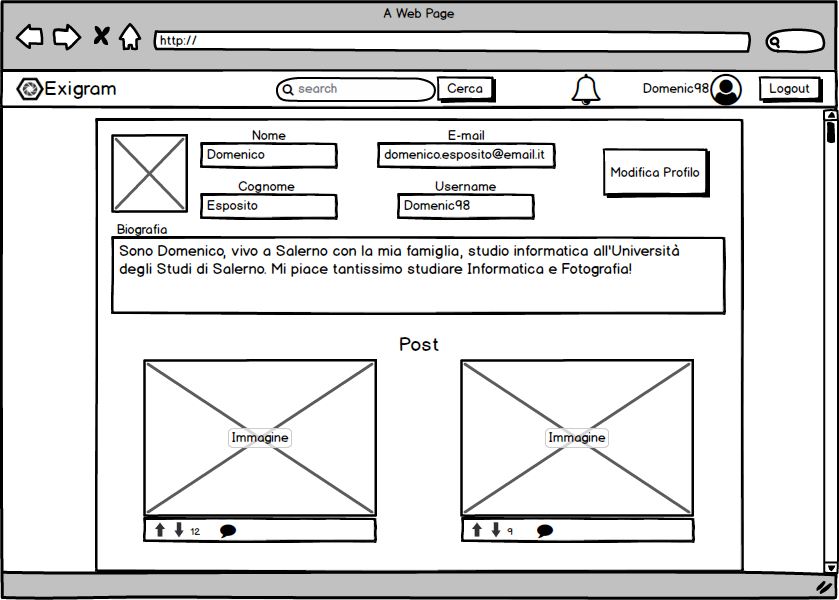 A Web Page
http://
Exigram
search
Cerca
Domenic98
Logout
Nome
E-mail
Domenico
domenico.esposito@email.it
Modifica Profilo
Cognome
Username
Esposito
Domenic98
Biografia
Sono Domenico, vivo a Salerno con la mia famiglia, studio informatica all'Università
degli Studi di Salerno. Mi piace tantissimo studiare Informatica e Fotografia!
Post
Immagine
Immagine
12
9